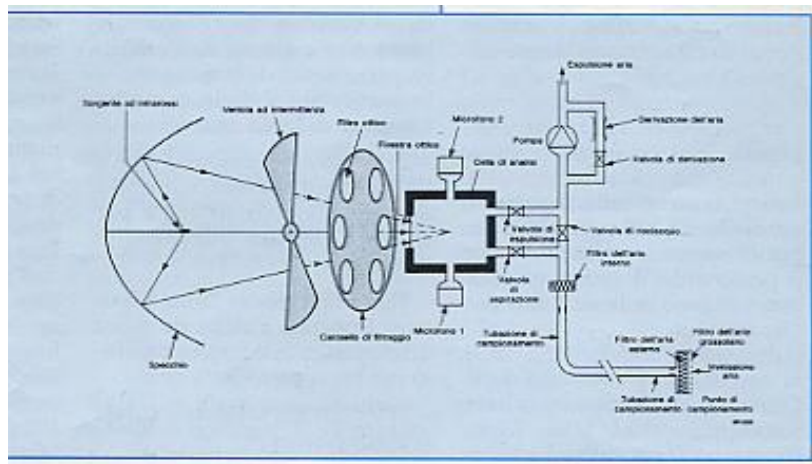 Espulsione aria
Sorgente ad infrarossi
Ventola ad intermittenza
Microfono 2
Derivazione dell'aria
Filtro ottico
Finestra ottica
Pompa
Cella di analisi
Valvola di derivazione
Valvola di espulsione
Valvola di ricircolo
Filtro dell'aria interno
Valvola di aspirazione
Specchio
Carosello di filtraggio
Microfono 1
Tubazione di campionamento
Filtro dell'aria esterno
Filtro dell'aria grossolano
Immissione aria
Tubazione di campionamento
Punto di campionamento